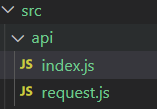 src
api
JS index.js
JS request.js